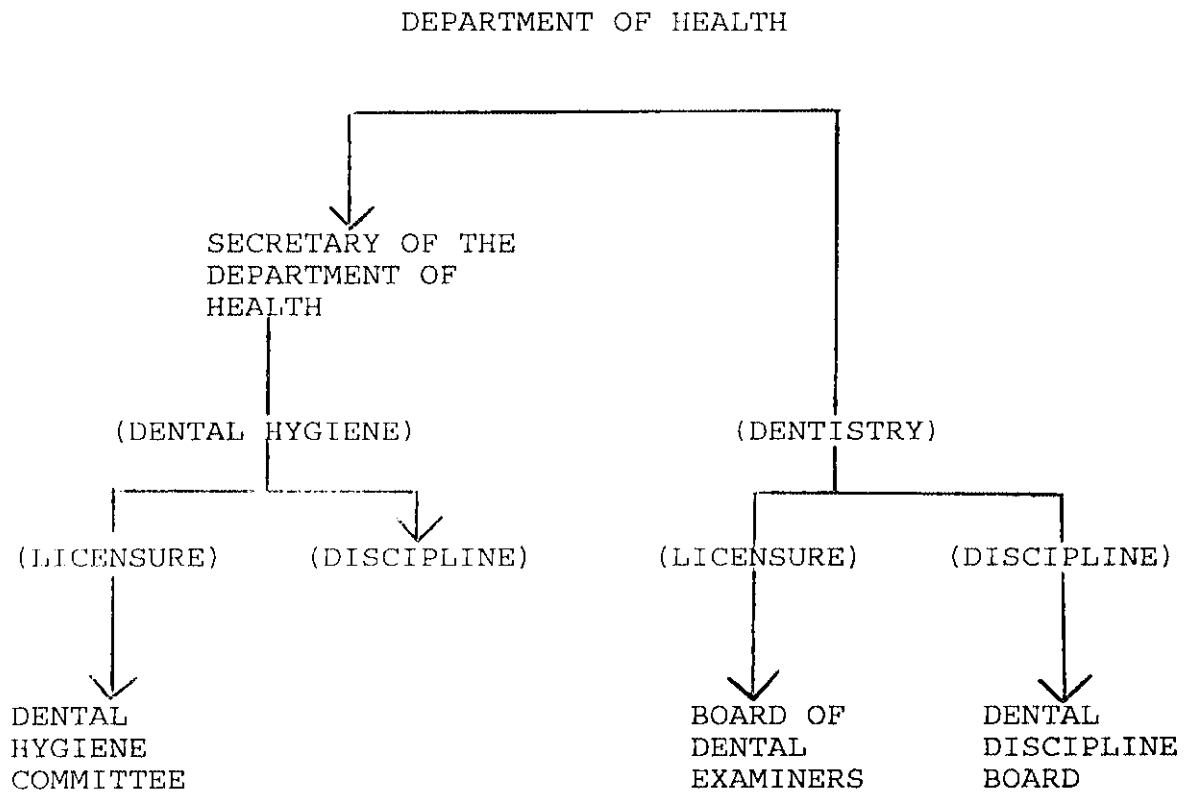 DEPARTMENT OF HEALTH
SECRETARY OF THE
DEPARTMENT OF
HEALTH
(DENTAL HYGIENE)
(DENTISTRY)
(LICENSURE)
(DISCIPLINE)
(LICENSURE)
(DISCIPLINE)
DENTAL
HYGIENE
COMMITTEE
BOARD OF
DENTAL
EXAMINERS
DENTAL
DISCIPLINE
BOARD